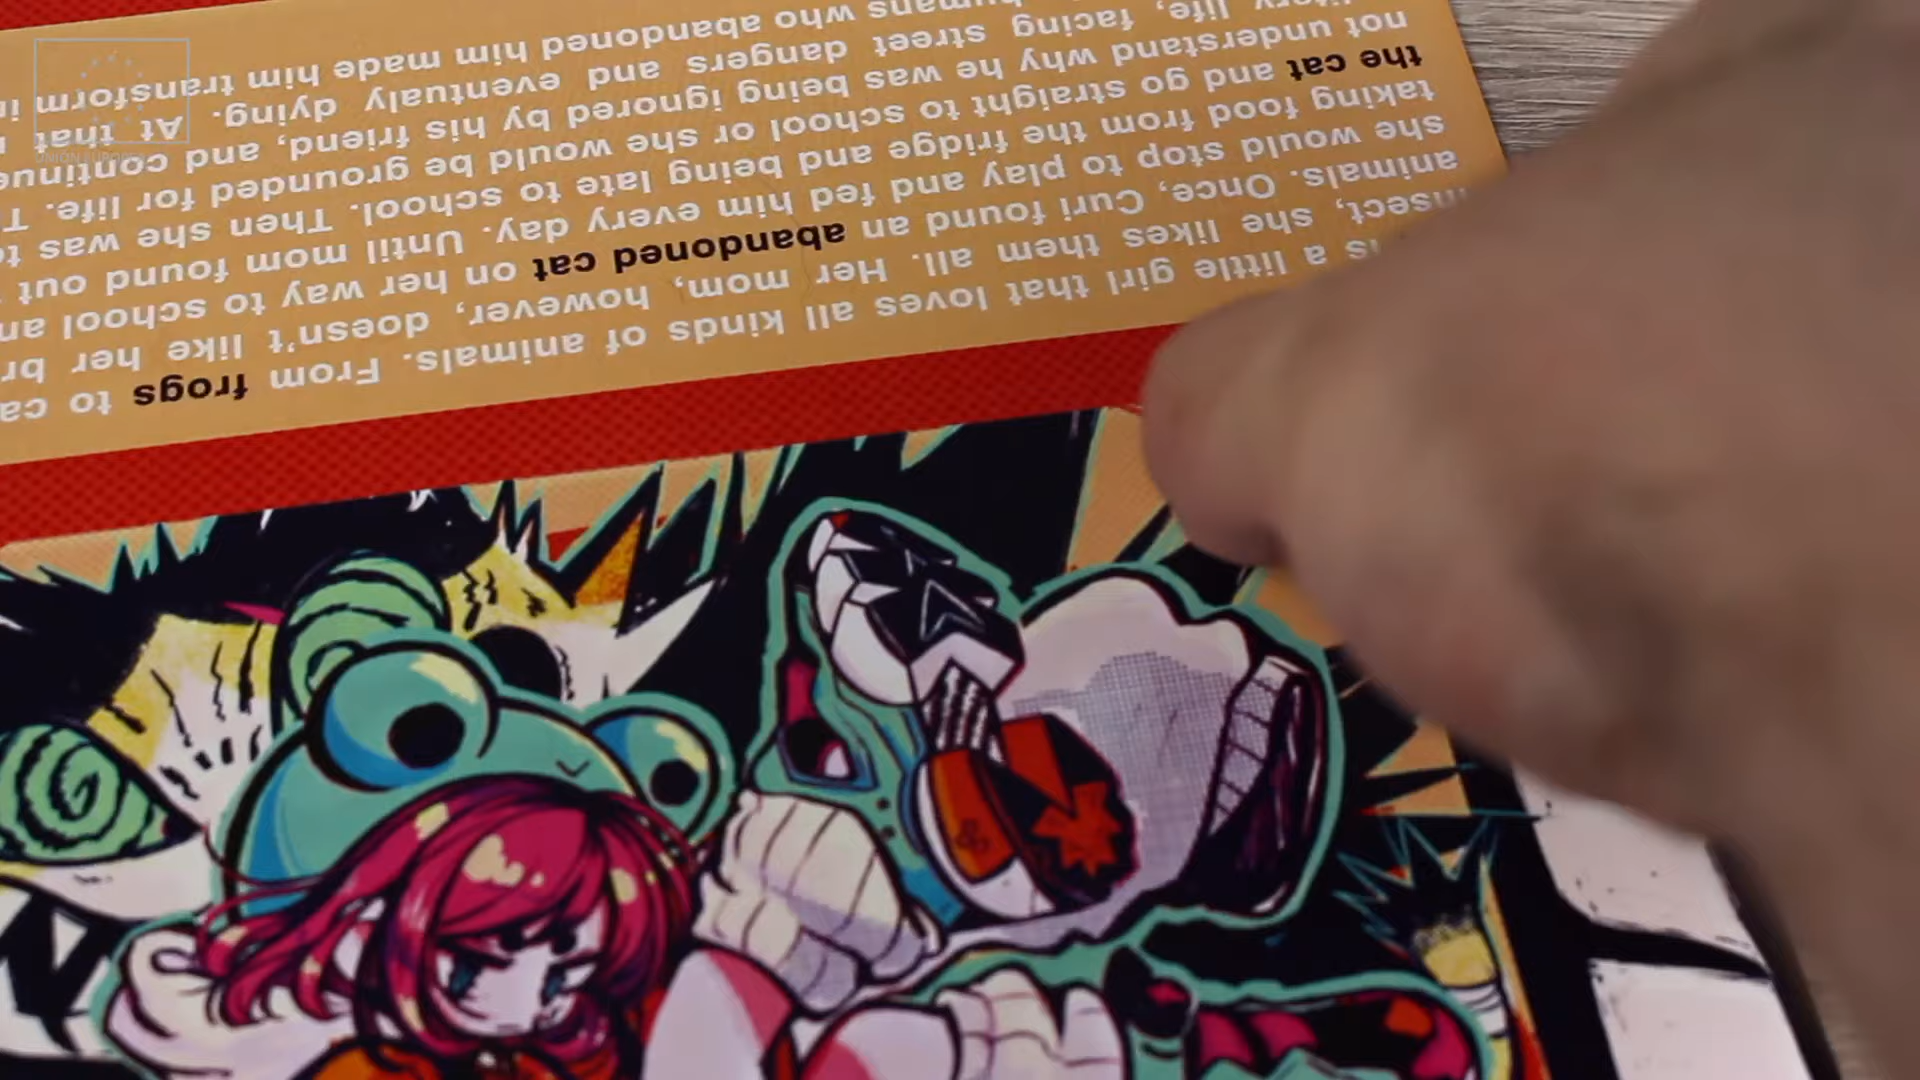 is a little girl that loves all kinds of animals. From frogs to
insect, she likes them all. Her mom, however, doesn't like her
animals. Once, Curi found an abandoned cat on her way to school
she would stop to play and fed him every day. Until mom found out
taking food from the fridge and being late to school. Then she was
the cat and go straight to school or she would be grounded for life.
not understand why he was being ignored by his friend, and
life, facing street dangers and eventually dying. At that
humans who abandoned him made him transform
UNIÓN EUROPEA